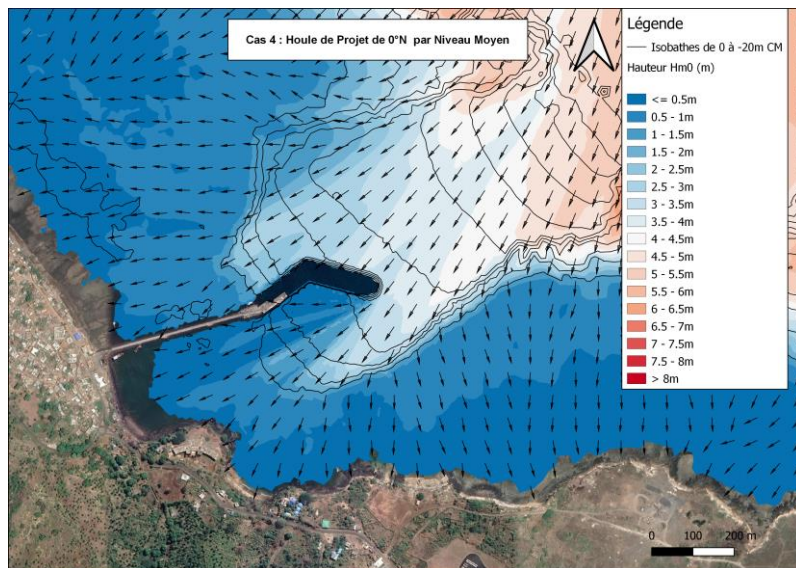 Cas 4 : Houle de Projet de 0°N par Niveau Moyen
Légende
Isobathes de 0 à -20m CM
Hauteur Hm0 (m)
<= 0.5m
0.5 - 1m
1 - 1.5m
1.5 - 2m
2 - 2.5m
2.5 - 3m
3 - 3.5m
3.5 - 4m
4 - 4.5m
4.5 - 5m
5 - 5.5m
5.5 - 6m
6 - 6.5m
6.5 - 7m
7 - 7.5m
7.5 - 8m
> 8m
0 100 200 m